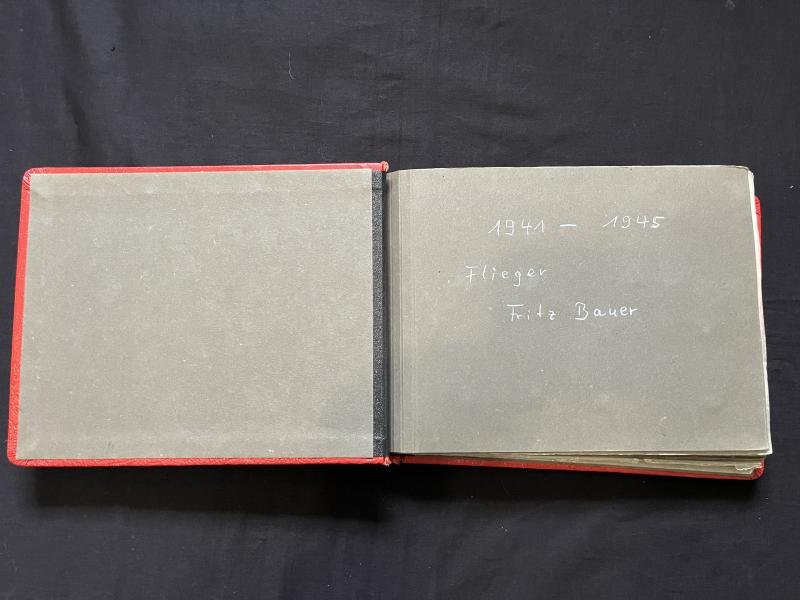 1941 — 1945
Flieger
Fritz Bauer